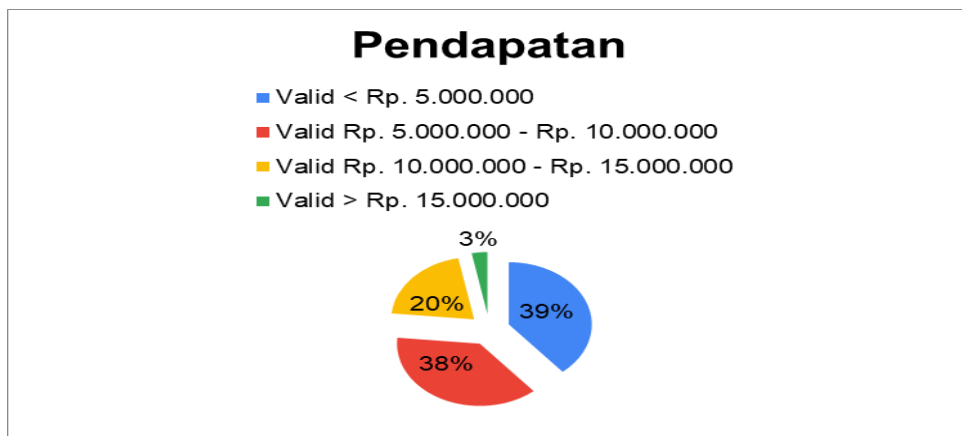 Pendapatan
Valid < Rp. 5.000.000
Valid Rp. 5.000.000 - Rp. 10.000.000
Valid Rp. 10.000.000 - Rp. 15.000.000
Valid > Rp. 15.000.000
3%
20%
39%
38%